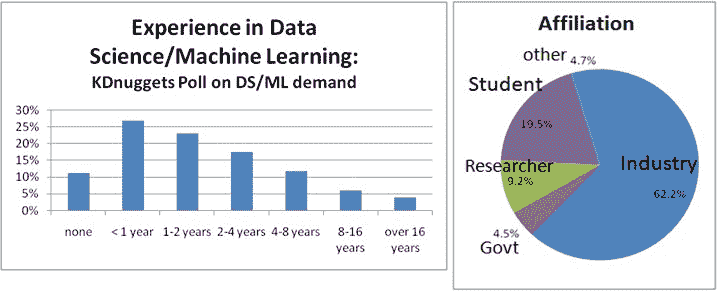 Experience in Data
Science/Machine Learning:
KDnuggets Poll on DS/ML demand
30%
25%
20%
15%
10%
5%
0%
none
< 1 year
1-2 years
2-4 years
4-8 years
8-16
years
over 16
years
Affiliation
other 4.7%
Student
19.5%
Researcher
9.2%
Industry
62.2%
4.5%
Govt